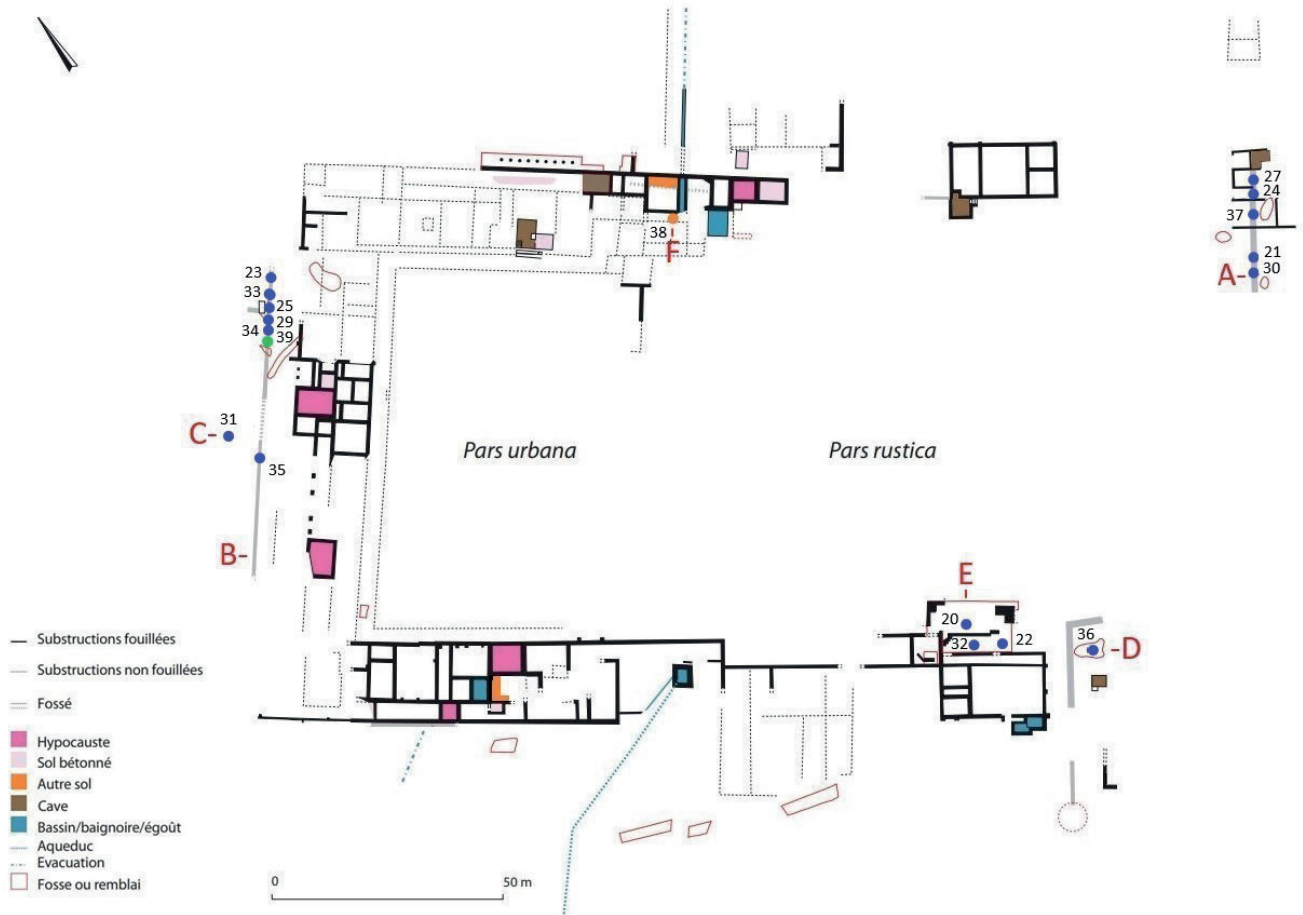 27
24
37
21
A- 30
38
F
23
33
25
29
34 39
31
C-
35
B-
Pars urbana
Pars rustica
E
20
32 22
36
-D
Substructions fouillées
Substructions non fouillées
Fossé
Hypocauste
Sol bétonné
Autre sol
Cave
Bassin/baignoire/égoût
Aqueduc
Evacuation
Fosse ou remblai
0 50 m